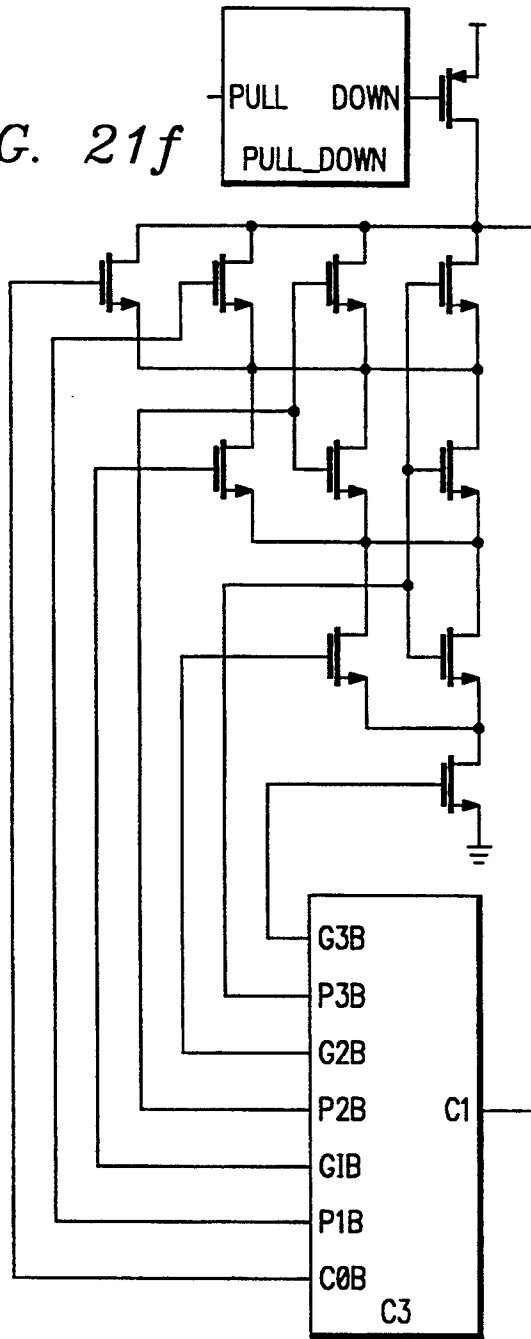 PULL DOWN
PULL_DOWN
G. 21f
G3B
P3B
G2B
P2B
C1
GIB
P1B
C0B
C3